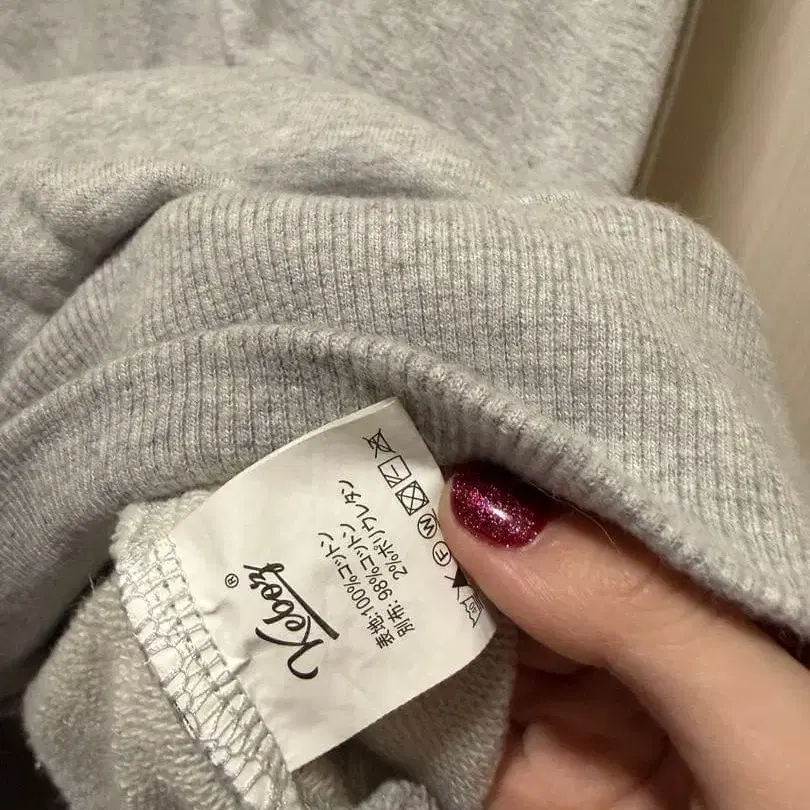 Keboz®
表地:100%コットン
別布: 98%コットン
2%ポリウレタン
F W